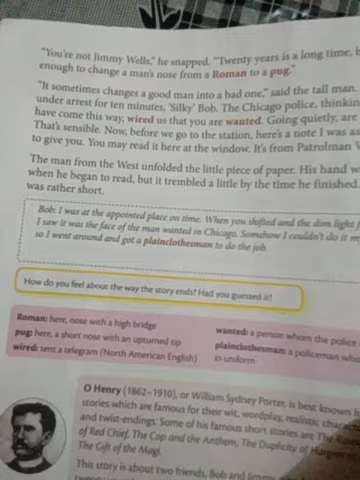 "You're not Jimmy Wells," he snapped. "Twenty years is a long time,
enough to change a man's nose from a Roman to a pug."
"It sometimes changes a good man into a bad one," said the tall man.
under arrest for ten minutes, 'Silky' Bob. The Chicago police, thinking
have come this way, wired us that you are wanted. Going quietly, are
That's sensible. Now, before we go to the station, here's a note I was
to give you. You may read it here at the window. It's from Patrolman
The man from the West unfolded the little piece of paper. His hand
when he began to read, but it trembled a little by the time he finished.
was rather short.
Bob: I was at the appointed place on time. When you shifted and the dim light
I saw it was the face of the man wanted in Chicago. Somehow I couldn't do it
so I went around and got a plainclothesman to do the job.
How do you feel about the way the story ends? Had you guessed it?
Roman: here, nose with a high bridge
pug: here, a short nose with an upturned tip
wired: sent a telegram (North American English)
wanted: a person whom the police
plainclothesman: a policeman
in uniform
O Henry (1862–1910), or William Sydney Porter, is best known
stories which are famous for their wit, wordplay, realistic
and twist-endings. Some of his famous short stories are The
of Red Chief, The Cop and the Anthem, The Duplicity of Hargraves
The Gift of the Magi.
This story is about two friends, Bob and